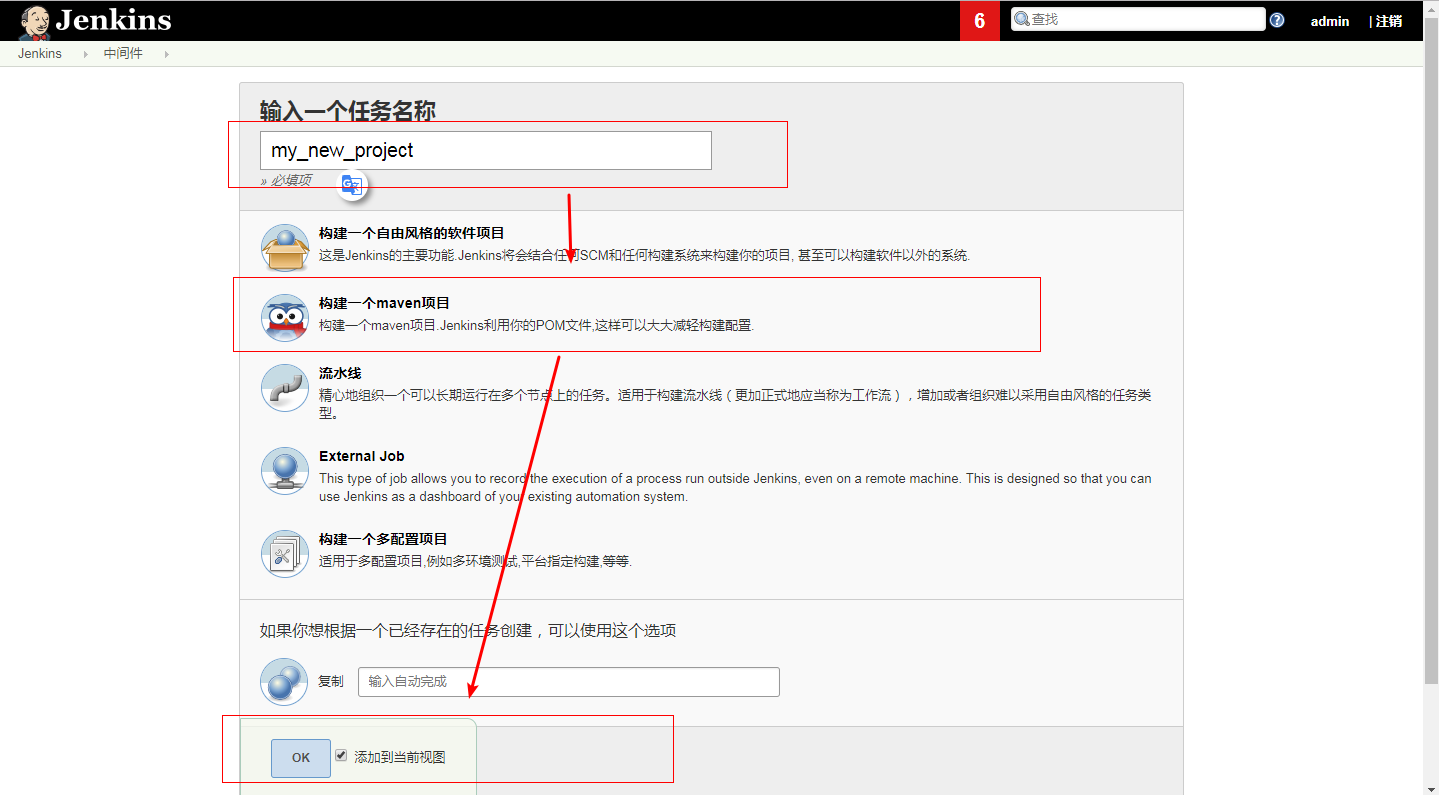 Jenkins
6
查找
admin
| 注销
Jenkins
中间件
输入一个任务名称
my_new_project
» 必填项
G文
构建一个自由风格的软件项目
这是Jenkins的主要功能.Jenkins将会结合任何SCM和任何构建系统来构建你的项目, 甚至可以构建软件以外的系统.
构建一个maven项目
构建一个maven项目.Jenkins利用你的POM文件,这样可以大大减轻构建配置.
流水线
精心地组织一个可以长期运行在多个节点上的任务。适用于构建流水线（更加正式地应当称为工作流），增加或者组织难以采用自由风格的任务类
型。
External Job
This type of job allows you to record the execution of a process run outside Jenkins, even on a remote machine. This is designed so that you can
use Jenkins as a dashboard of your existing automation system.
构建一个多配置项目
适用于多配置项目,例如多环境测试,平台指定构建,等等.
如果你想根据一个已经存在的任务创建，可以使用这个选项
复制
输入自动完成
OK
添加到当前视图